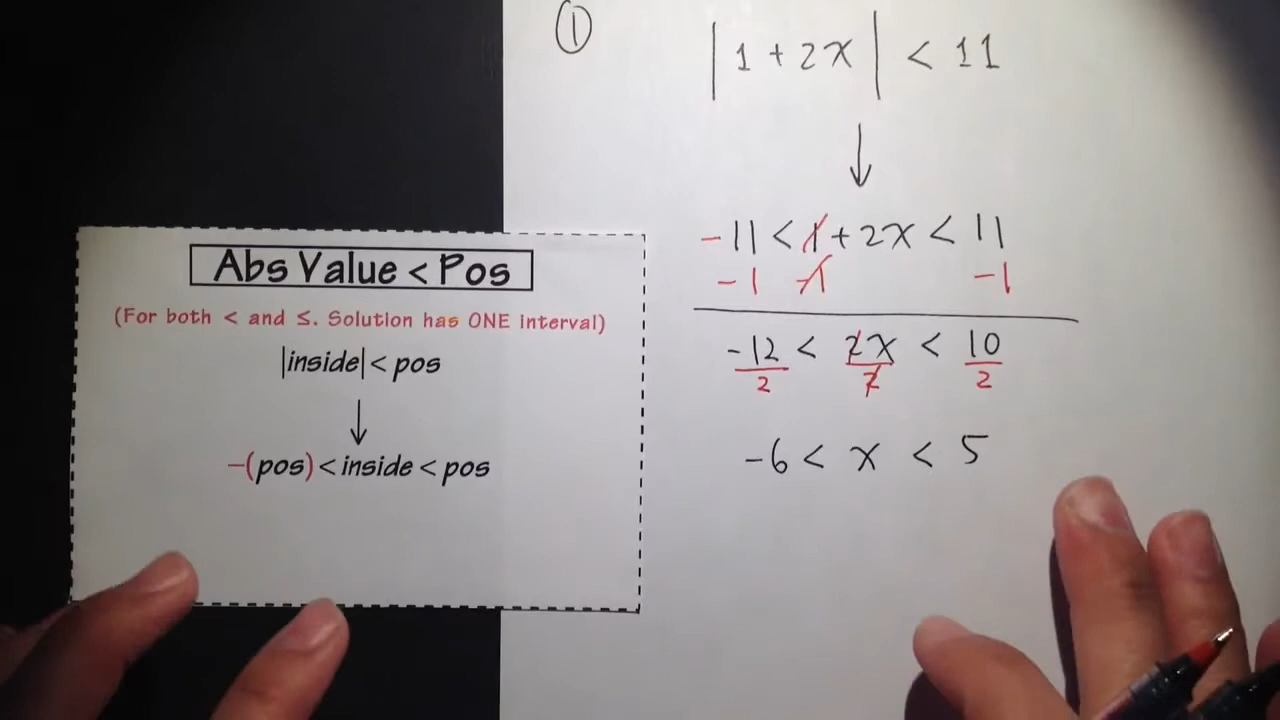 ①
|1 + 2x| < 11
↓
-11 < 1 + 2x < 11
-1 -1 -1
-12 < 2x < 10
2 2 2
-6 < x < 5
Abs Value < Pos
(For both < and ≤. Solution has ONE interval)
|inside| < pos
↓
-(pos) < inside < pos